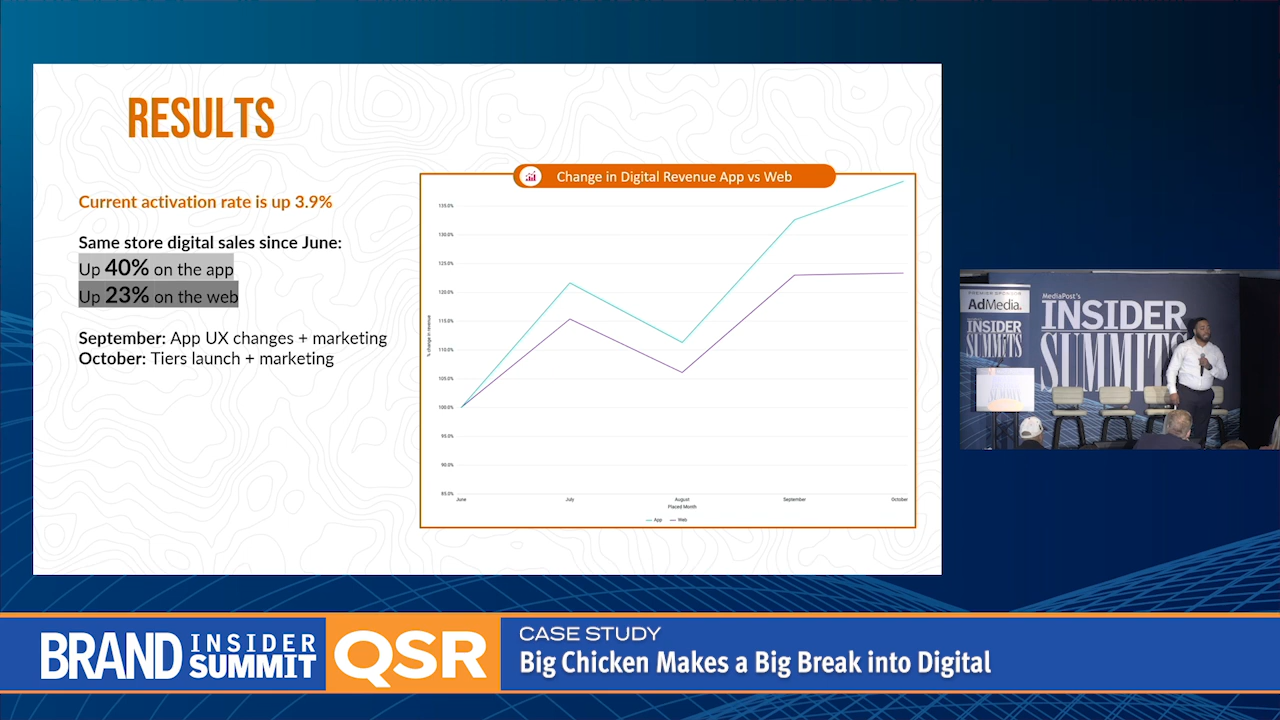 RESULTS
Current activation rate is up 3.9%
Same store digital sales since June:
Up 40% on the app
Up 23% on the web
September: App UX changes + marketing
October: Tiers launch + marketing
Change in Digital Revenue App vs Web
% change in revenue
135.0%
130.0%
125.0%
120.0%
115.0%
110.0%
105.0%
100.0%
95.0%
90.0%
85.0%
June July August September October
Placed Month
App Web
PREMIER SPONSOR
AdMedia.
INSIDER
SUMMITS
MediaPost's
INSIDER
SUMMITS
BRAND INSIDER SUMMIT QSR
CASE STUDY
Big Chicken Makes a Big Break into Digital